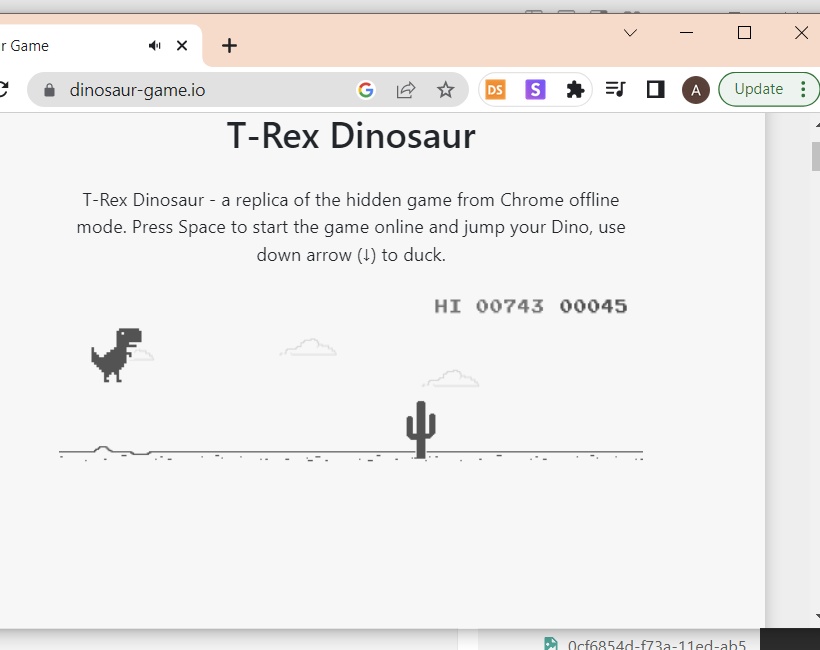 r Game
dinosaur-game.io
DS
S
A
Update
T-Rex Dinosaur
T-Rex Dinosaur - a replica of the hidden game from Chrome offline
mode. Press Space to start the game online and jump your Dino, use
down arrow (↓) to duck.
HI 00743 00045
0cf6854d-f73a-11ed-ab5